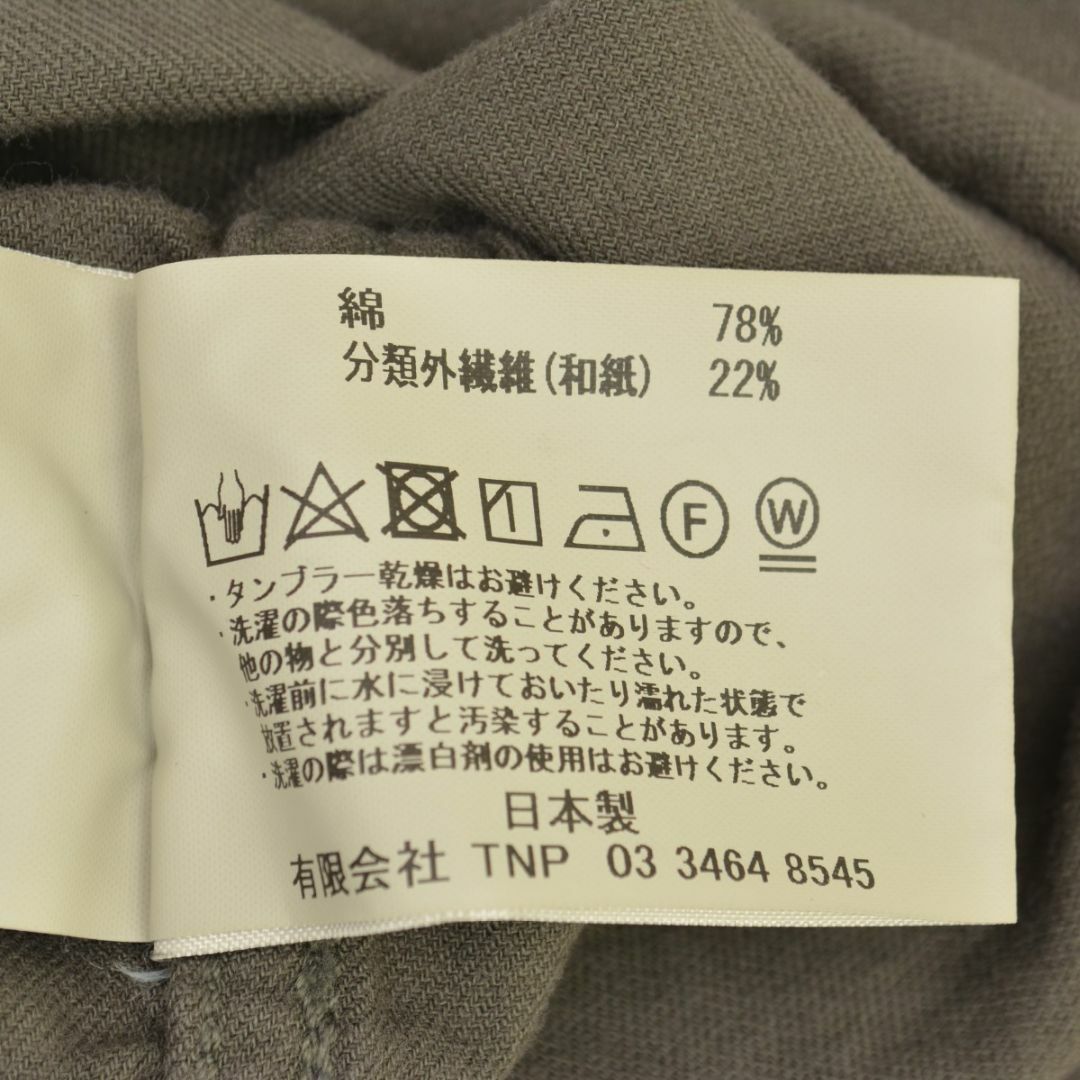 綿 78%
分類外繊維(和紙) 22%
F W
・タンブラー乾燥はお避けください。
・洗濯の際色落ちすることがありますので、
他の物と分別して洗ってください。
・洗濯前に水に浸けておいたり濡れた状態で
放置されますと汚染することがあります。
・洗濯の際は漂白剤の使用はお避けください。
日本製
有限会社 TNP 03 3464 8545